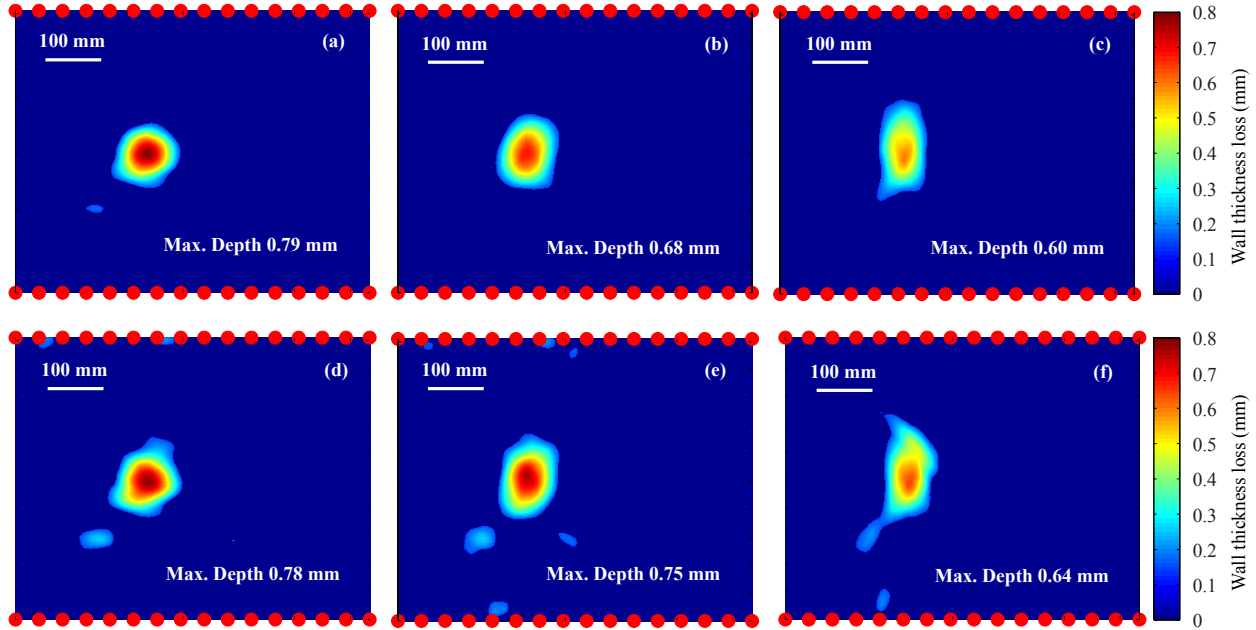 100 mm (a)
Max. Depth 0.79 mm
100 mm (b)
Max. Depth 0.68 mm
100 mm (c)
Max. Depth 0.60 mm
0.8
0.7
0.6
0.5
0.4
0.3
0.2
0.1
0
Wall thickness loss (mm)
100 mm (d)
Max. Depth 0.78 mm
100 mm (e)
Max. Depth 0.75 mm
100 mm (f)
Max. Depth 0.64 mm
0.8
0.7
0.6
0.5
0.4
0.3
0.2
0.1
0
Wall thickness loss (mm)